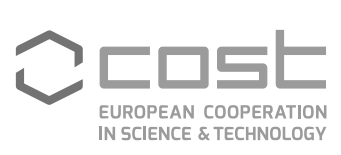 cost
EUROPEAN COOPERATION
IN SCIENCE & TECHNOLOGY